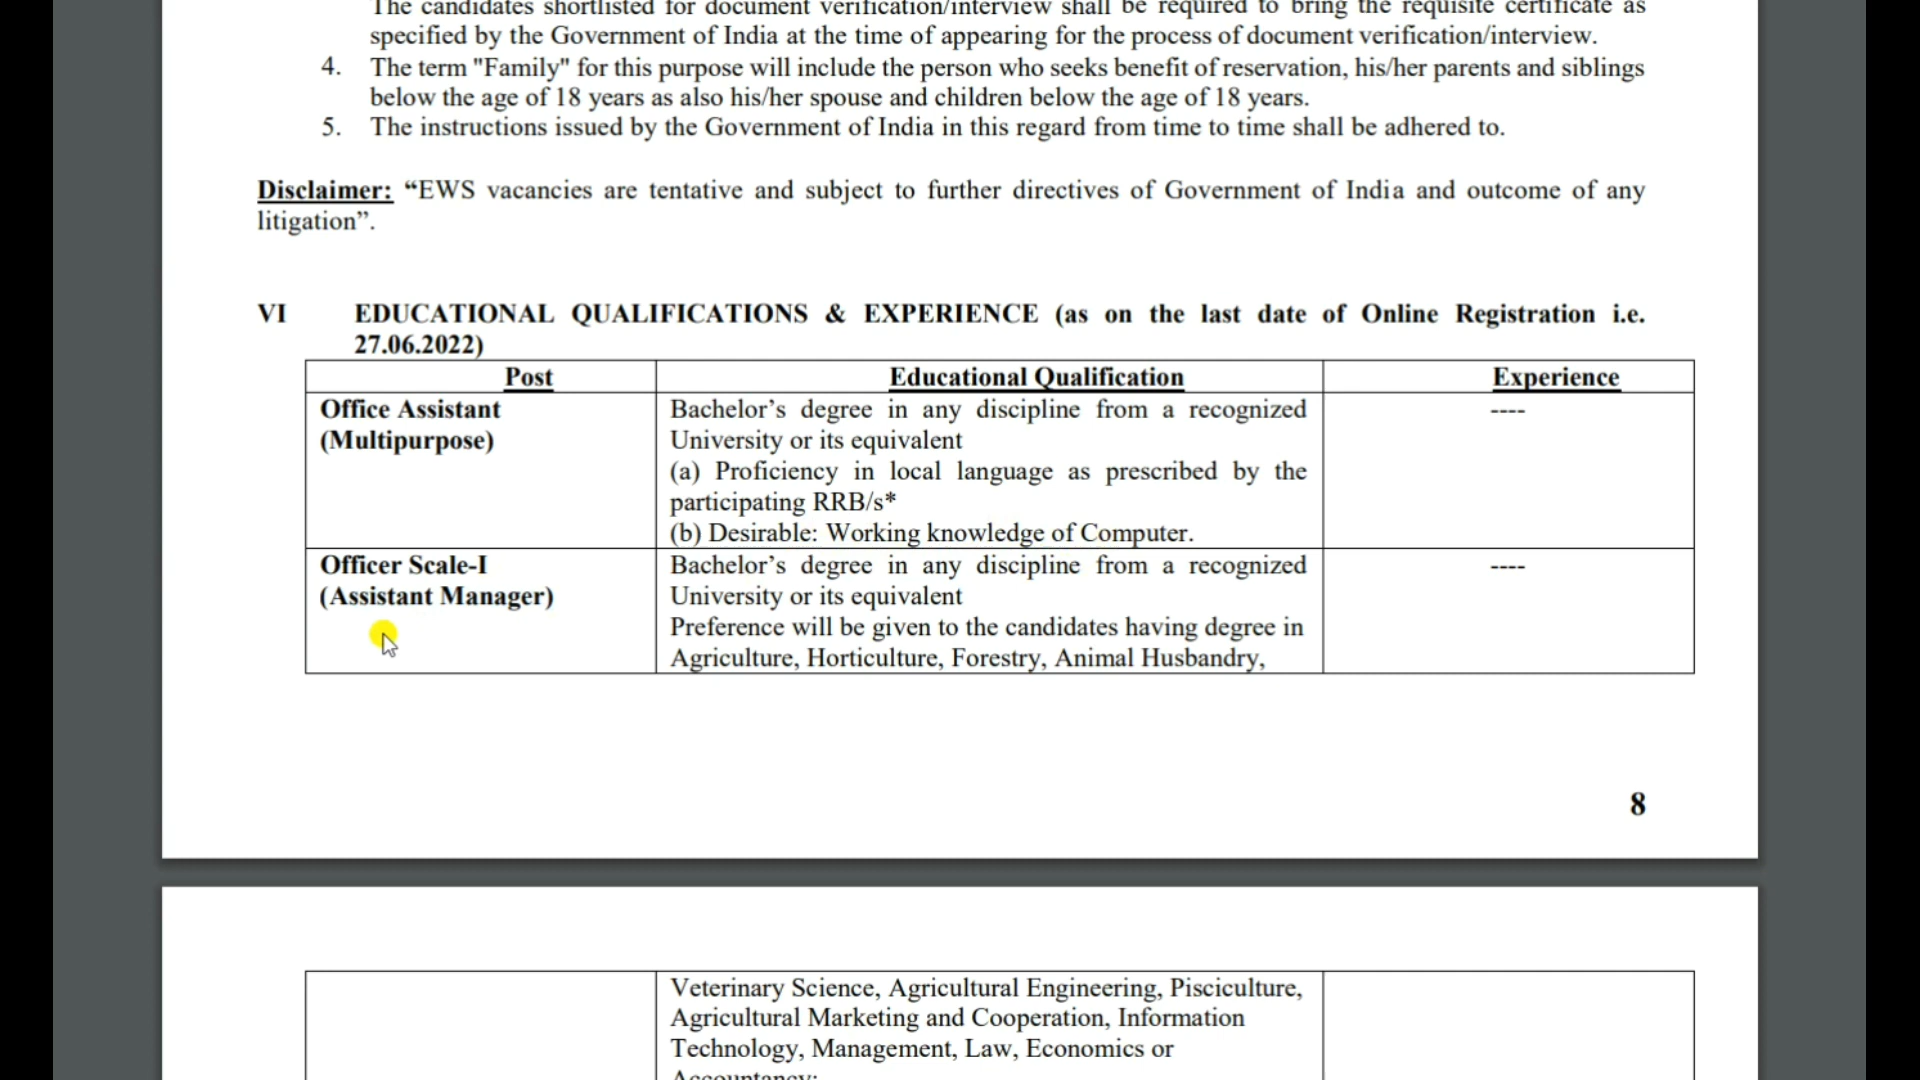 The candidates shortlisted for document verification/interview shall be required to bring the requisite certificate as
specified by the Government of India at the time of appearing for the process of document verification/interview.
4. The term "Family" for this purpose will include the person who seeks benefit of reservation, his/her parents and siblings
below the age of 18 years as also his/her spouse and children below the age of 18 years.
5. The instructions issued by the Government of India in this regard from time to time shall be adhered to.
Disclaimer: “EWS vacancies are tentative and subject to further directives of Government of India and outcome of any
litigation”.
VI EDUCATIONAL QUALIFICATIONS & EXPERIENCE (as on the last date of Online Registration i.e.
27.06.2022)
Post Educational Qualification Experience
Office Assistant Bachelor’s degree in any discipline from a recognized ----
(Multipurpose) University or its equivalent
(a) Proficiency in local language as prescribed by the
participating RRB/s*
(b) Desirable: Working knowledge of Computer.
Officer Scale-I Bachelor’s degree in any discipline from a recognized ----
(Assistant Manager) University or its equivalent
Preference will be given to the candidates having degree in
Agriculture, Horticulture, Forestry, Animal Husbandry,
8
Veterinary Science, Agricultural Engineering, Pisciculture,
Agricultural Marketing and Cooperation, Information
Technology, Management, Law, Economics or
Accountancy;